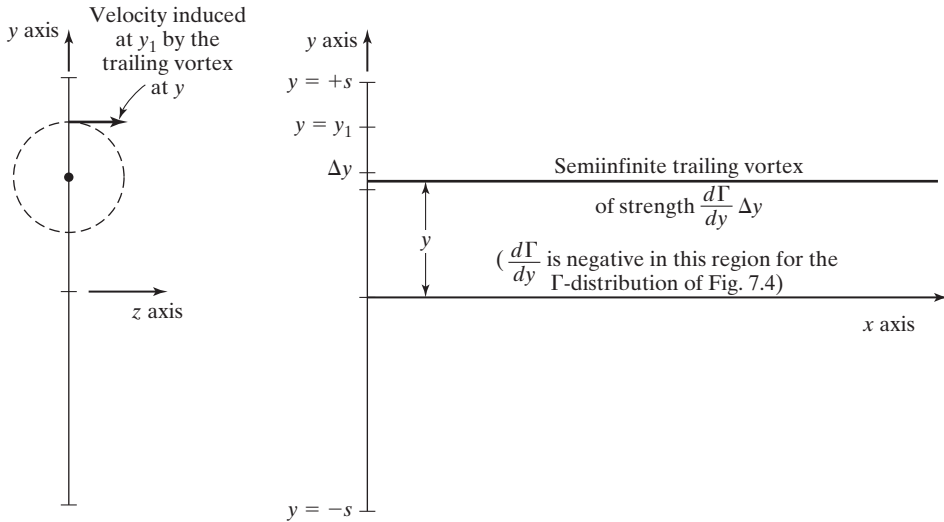 y axis
Velocity induced
at y₁ by the
trailing vortex
at y
z axis
y axis
y = +s
y = y₁
Δy
Semiinfinite trailing vortex
of strength dΓ/dy Δy
y
(dΓ/dy is negative in this region for the
Γ-distribution of Fig. 7.4)
x axis
y = −s